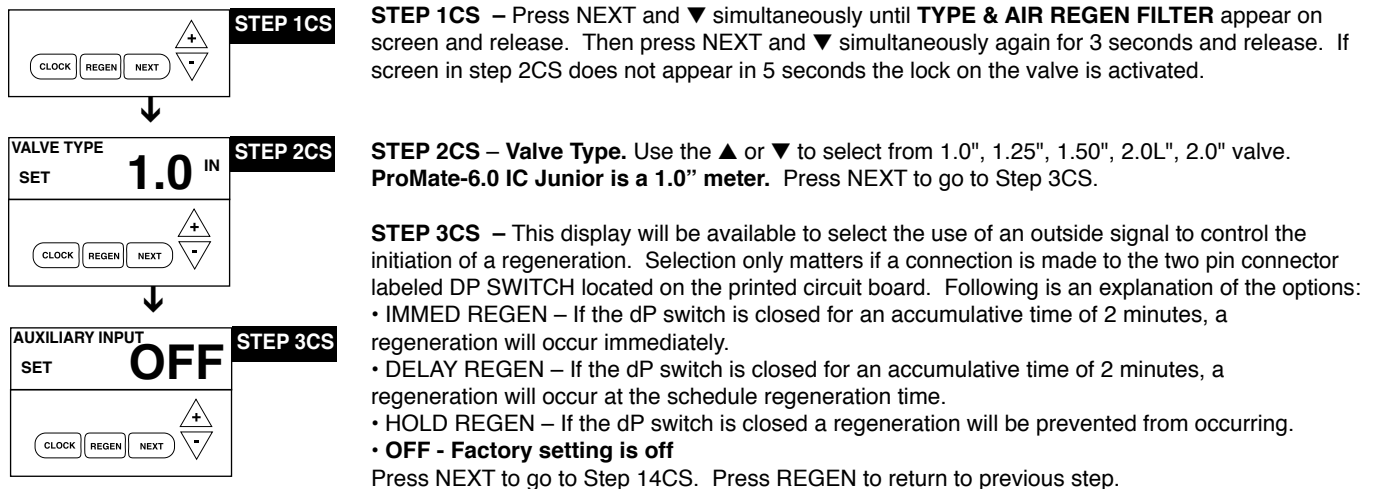 STEP 1CS
CLOCK REGEN NEXT + -
STEP 1CS – Press NEXT and ▼ simultaneously until TYPE & AIR REGEN FILTER appear on
screen and release. Then press NEXT and ▼ simultaneously again for 3 seconds and release. If
screen in step 2CS does not appear in 5 seconds the lock on the valve is activated.
VALVE TYPE
SET 1.0 IN
STEP 2CS
CLOCK REGEN NEXT + -
STEP 2CS – Valve Type. Use the ▲ or ▼ to select from 1.0", 1.25", 1.50", 2.0L", 2.0" valve.
ProMate-6.0 IC Junior is a 1.0” meter. Press NEXT to go to Step 3CS.
AUXILIARY INPUT
SET OFF
STEP 3CS
CLOCK REGEN NEXT + -
STEP 3CS – This display will be available to select the use of an outside signal to control the
initiation of a regeneration. Selection only matters if a connection is made to the two pin connector
labeled DP SWITCH located on the printed circuit board. Following is an explanation of the options:
• IMMED REGEN – If the dP switch is closed for an accumulative time of 2 minutes, a
regeneration will occur immediately.
• DELAY REGEN – If the dP switch is closed for an accumulative time of 2 minutes, a
regeneration will occur at the schedule regeneration time.
• HOLD REGEN – If the dP switch is closed a regeneration will be prevented from occurring.
• OFF - Factory setting is off
Press NEXT to go to Step 14CS. Press REGEN to return to previous step.